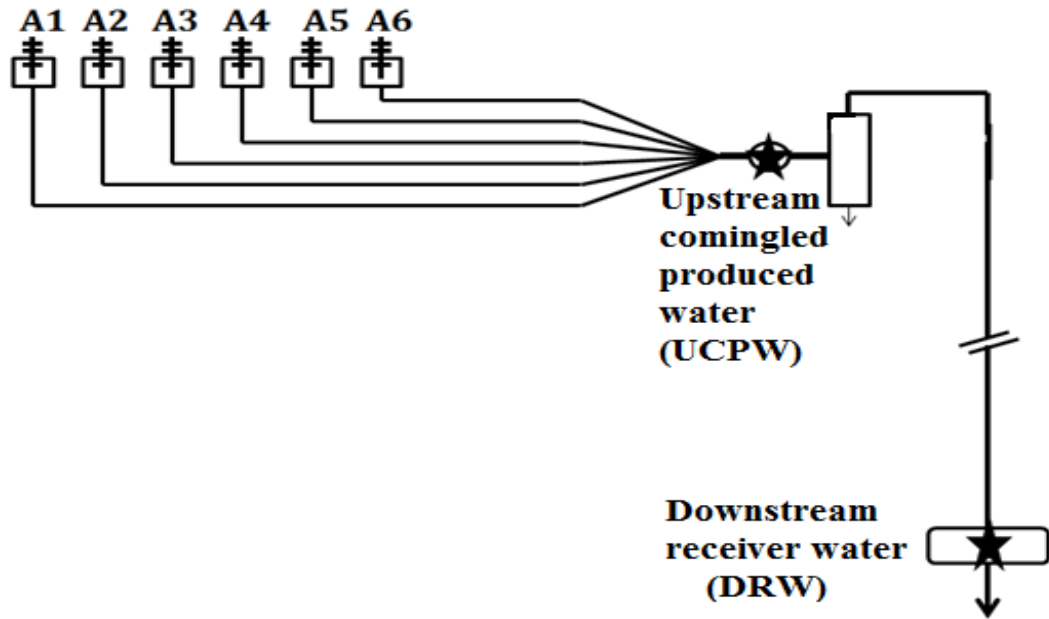 A1 A2 A3 A4 A5 A6
Upstream
comingled
produced
water
(UCPW)
Downstream
receiver water
(DRW)